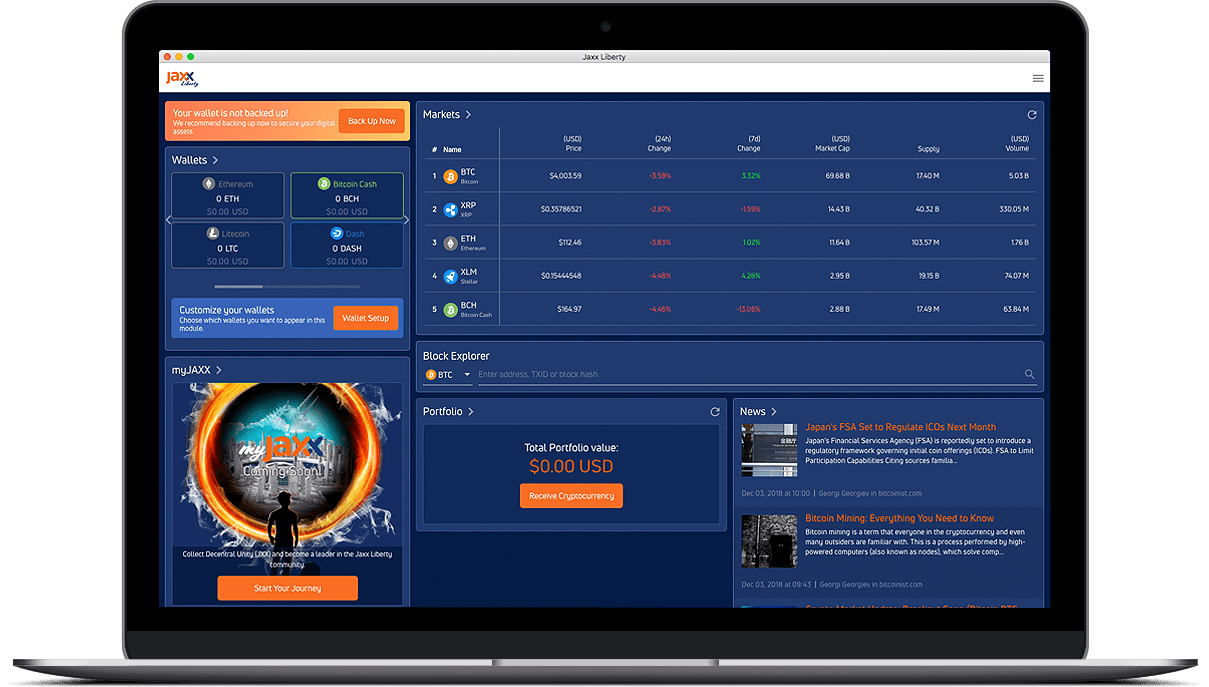 Jaxx Liberty
jaxx
Liberty
Your wallet is not backed up!
We recommend backing up now to secure your digital
assets.
Back Up Now
Wallets
Ethereum
0 ETH
$0.00 USD
Bitcoin Cash
0 BCH
$0.00 USD
Litecoin
0 LTC
$0.00 USD
Dash
0 DASH
$0.00 USD
Customize your wallets
Choose which wallets you want to appear in this
module.
Wallet Setup
myJAXX
my jaxx
Coming Soon!
Collect Decentral Unity (JXX) and become a leader in the Jaxx Liberty
community.
Start Your Journey
Markets
# Name (USD) Price (24h) Change (7d) Change (USD) Market Cap Supply (USD) Volume
1 BTC Bitcoin $4,003.59 -3.59% 3.32% 69.68 B 17.40 M 5.03 B
2 XRP XRP $0.35786521 -2.87% -1.59% 14.43 B 40.32 B 330.05 M
3 ETH Ethereum $112.46 -3.83% 1.02% 11.64 B 103.57 M 1.76 B
4 XLM Stellar $0.15444548 -4.48% 4.26% 2.95 B 19.15 B 74.07 M
5 BCH Bitcoin Cash $164.97 -4.46% -13.06% 2.88 B 17.49 M 63.84 M
Block Explorer
BTC Enter address, TXID or block hash
Portfolio
Total Portfolio value:
$0.00 USD
Receive Cryptocurrency
News
金融庁
Japan's FSA Set to Regulate ICOs Next Month
Japan's Financial Services Agency (FSA) is reportedly set to introduce a
regulatory framework governing initial coin offerings (ICOs). FSA to Limit
Participation Capabilities Citing sources familia...
Dec 03, 2018 at 10:00 | Georgi Georgiev in bitcoinist.com
Bitcoin Mining: Everything You Need to Know
Bitcoin mining is a term that everyone in the cryptocurrency and even
many outsiders are familiar with. This is a process performed by high-
powered computers (also known as nodes), which solve comp...
Dec 03, 2018 at 09:43 | Georgi Georgiev in bitcoinist.com